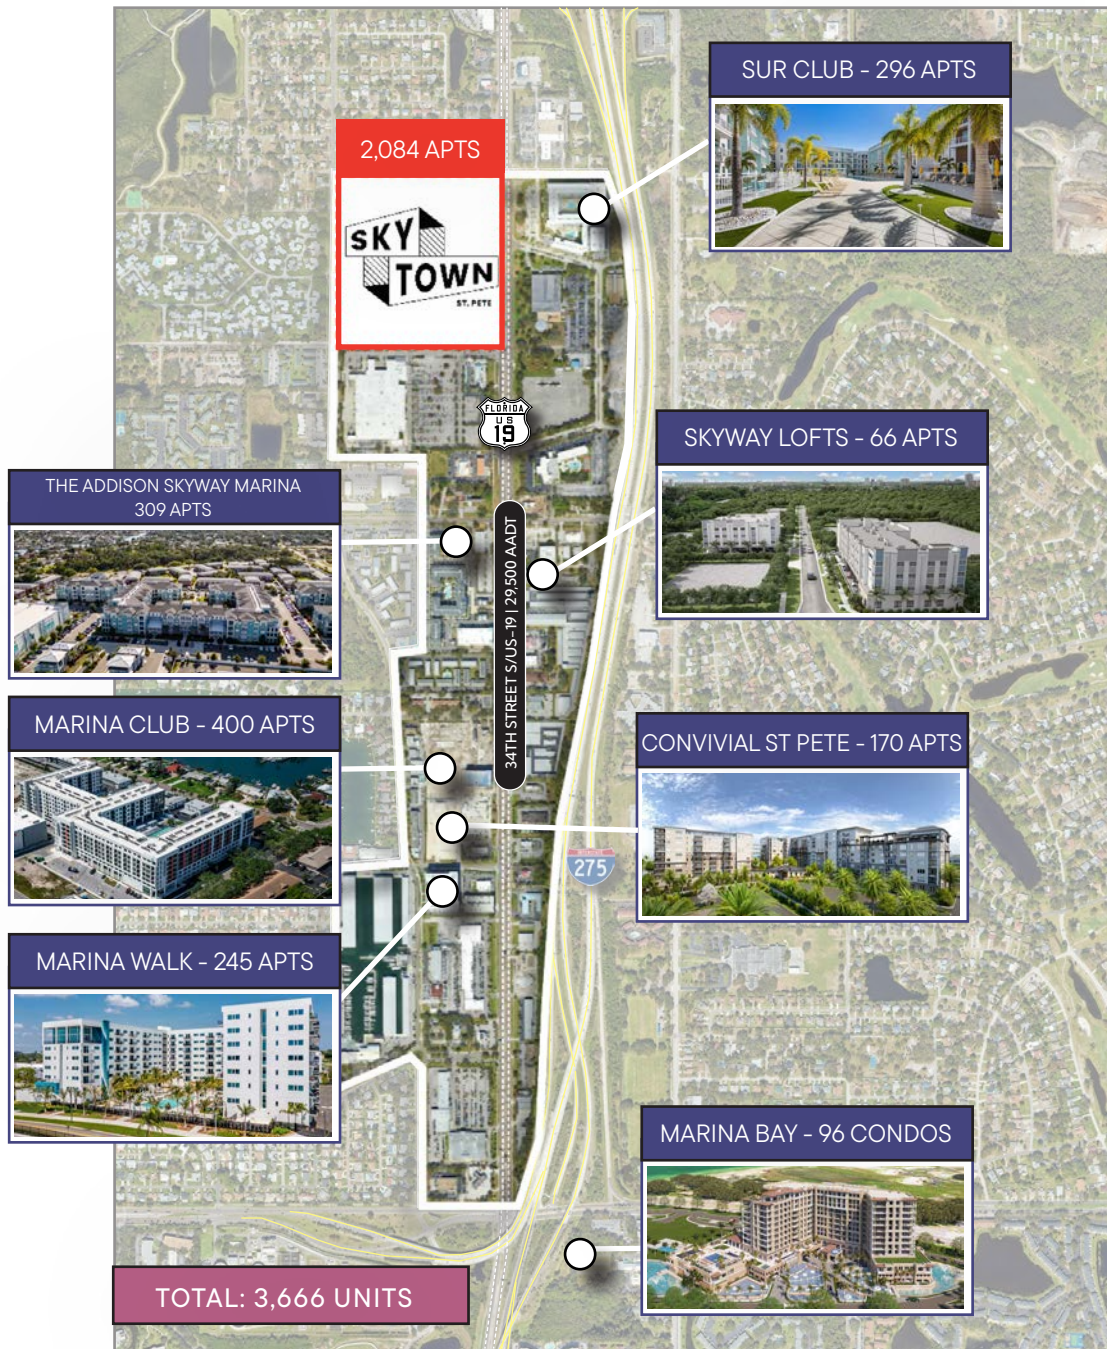 SUR CLUB - 296 APTS
2,084 APTS
SKY
TOWN
ST. PETE
FLORIDA
US
19
SKYWAY LOFTS - 66 APTS
THE ADDISON SKYWAY MARINA
309 APTS
34TH STREET S/US-19 | 29,500 AADT
MARINA CLUB - 400 APTS
CONVIVIAL ST PETE - 170 APTS
275
MARINA WALK - 245 APTS
MARINA BAY - 96 CONDOS
TOTAL: 3,666 UNITS